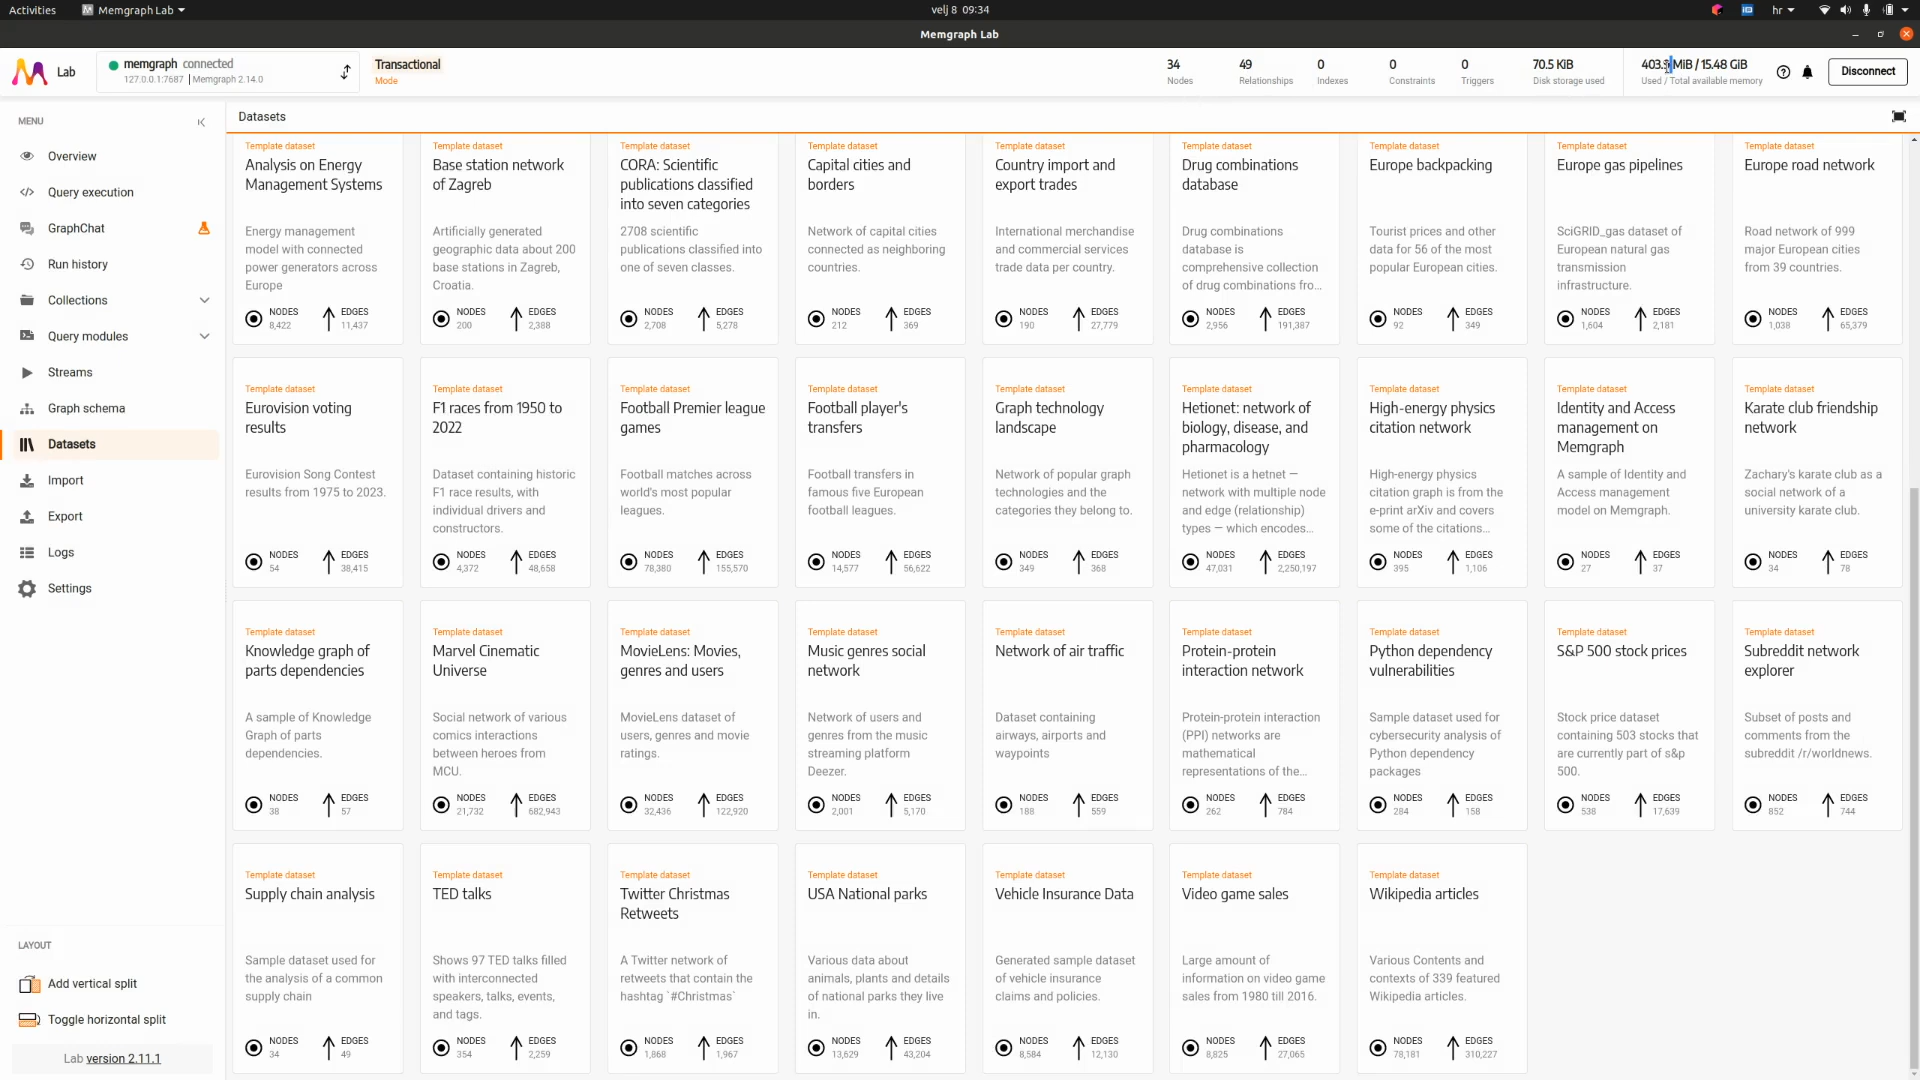 Activities
Memgraph Lab
velj 8 09:34
hr
Memgraph Lab
Lab
memgraph connected
127.0.0.1:7687 | Memgraph 2.14.0
Transactional
Mode
34
Nodes
49
Relationships
0
Indexes
0
Constraints
0
Triggers
70.5 KiB
Disk storage used
MiB / 15.48 GiB
Used / Total available memory
Disconnect
MENU
Overview
Query execution
GraphChat
Run history
Collections
Query modules
Streams
Graph schema
Datasets
Import
Export
Logs
Settings
LAYOUT
Add vertical split
Toggle horizontal split
Lab version 2.11.1
Datasets
Template dataset
Analysis on Energy
Management Systems
Energy management
model with connected
power generators across
Europe
NODES
8,422
EDGES
11,437
Template dataset
Base station network
of Zagreb
Artificially generated
geographic data about 200
base stations in Zagreb,
Croatia.
NODES
200
EDGES
2,388
Template dataset
CORA: Scientific
publications classified
into seven categories
2708 scientific
publications classified into
one of seven classes.
NODES
2,708
EDGES
5,278
Template dataset
Capital cities and
borders
Network of capital cities
connected as neighboring
countries.
NODES
212
EDGES
369
Template dataset
Country import and
export trades
International merchandise
and commercial services
trade data per country.
NODES
190
EDGES
27,779
Template dataset
Drug combinations
database
Drug combinations
database is
comprehensive collection
of drug combinations fro...
NODES
2,956
EDGES
191,387
Template dataset
Europe backpacking
Tourist prices and other
data for 56 of the most
popular European cities.
NODES
92
EDGES
349
Template dataset
Europe gas pipelines
SciGRID_gas dataset of
European natural gas
transmission
infrastructure.
NODES
1,604
EDGES
2,181
Template dataset
Europe road network
Road network of 999
major European cities
from 39 countries.
NODES
1,038
EDGES
65,379
Template dataset
Eurovision voting
results
Eurovision Song Contest
results from 1975 to 2023.
NODES
54
EDGES
38,415
Template dataset
F1 races from 1950 to
2022
Dataset containing historic
F1 race results, with
individual drivers and
constructors.
NODES
4,372
EDGES
48,658
Template dataset
Football Premier league
games
Football matches across
world's most popular
leagues.
NODES
78,380
EDGES
155,570
Template dataset
Football player's
transfers
Football transfers in
famous five European
football leagues.
NODES
14,577
EDGES
56,622
Template dataset
Graph technology
landscape
Network of popular graph
technologies and the
categories they belong to.
NODES
349
EDGES
368
Template dataset
Hetionet: network of
biology, disease, and
pharmacology
Hetionet is a hetnet —
network with multiple node
and edge (relationship)
types — which encodes...
NODES
47,031
EDGES
2,250,197
Template dataset
High-energy physics
citation network
High-energy physics
citation graph is from the
e-print arXiv and covers
some of the citations...
NODES
395
EDGES
1,106
Template dataset
Identity and Access
management on
Memgraph
A sample of Identity and
Access management
model on Memgraph.
NODES
27
EDGES
37
Template dataset
Karate club friendship
network
Zachary's karate club as a
social network of a
university karate club.
NODES
34
EDGES
78
Template dataset
Knowledge graph of
parts dependencies
A sample of Knowledge
Graph of parts
dependencies.
NODES
38
EDGES
57
Template dataset
Marvel Cinematic
Universe
Social network of various
comics interactions
between heroes from
MCU.
NODES
21,732
EDGES
682,943
Template dataset
MovieLens: Movies,
genres and users
MovieLens dataset of
users, genres and movie
ratings.
NODES
32,436
EDGES
122,920
Template dataset
Music genres social
network
Network of users and
genres from the music
streaming platform
Deezer.
NODES
2,001
EDGES
5,170
Template dataset
Network of air traffic
Dataset containing
airways, airports and
waypoints
NODES
188
EDGES
559
Template dataset
Protein-protein
interaction network
Protein-protein interaction
(PPI) networks are
mathematical
representations of the...
NODES
262
EDGES
784
Template dataset
Python dependency
vulnerabilities
Sample dataset used for
cybersecurity analysis of
Python dependency
packages
NODES
284
EDGES
158
Template dataset
S&P 500 stock prices
Stock price dataset
containing 503 stocks that
are currently part of s&p
500.
NODES
538
EDGES
17,639
Template dataset
Subreddit network
explorer
Subset of posts and
comments from the
subreddit /r/worldnews.
NODES
852
EDGES
744
Template dataset
Supply chain analysis
Sample dataset used for
the analysis of a common
supply chain
NODES
34
EDGES
49
Template dataset
TED talks
Shows 97 TED talks filled
with interconnected
speakers, talks, events,
and tags.
NODES
354
EDGES
2,259
Template dataset
Twitter Christmas
Retweets
A Twitter network of
retweets that contain the
hashtag `#Christmas`
NODES
1,868
EDGES
1,967
Template dataset
USA National parks
Various data about
animals, plants and details
of national parks they live
in.
NODES
13,629
EDGES
43,204
Template dataset
Vehicle Insurance Data
Generated sample dataset
of vehicle insurance
claims and policies.
NODES
8,584
EDGES
12,130
Template dataset
Video game sales
Large amount of
information on video game
sales from 1980 till 2016.
NODES
8,825
EDGES
27,065
Template dataset
Wikipedia articles
Various Contents and
contexts of 339 featured
Wikipedia articles.
NODES
78,181
EDGES
310,227